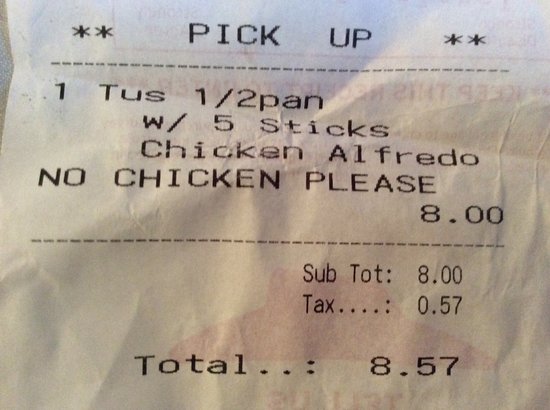 ** PICK UP **
1 Tus 1/2pan
w/ 5 Sticks
Chicken Alfredo
NO CHICKEN PLEASE
8.00
Sub Tot: 8.00
Tax....: 0.57
Total..: 8.57